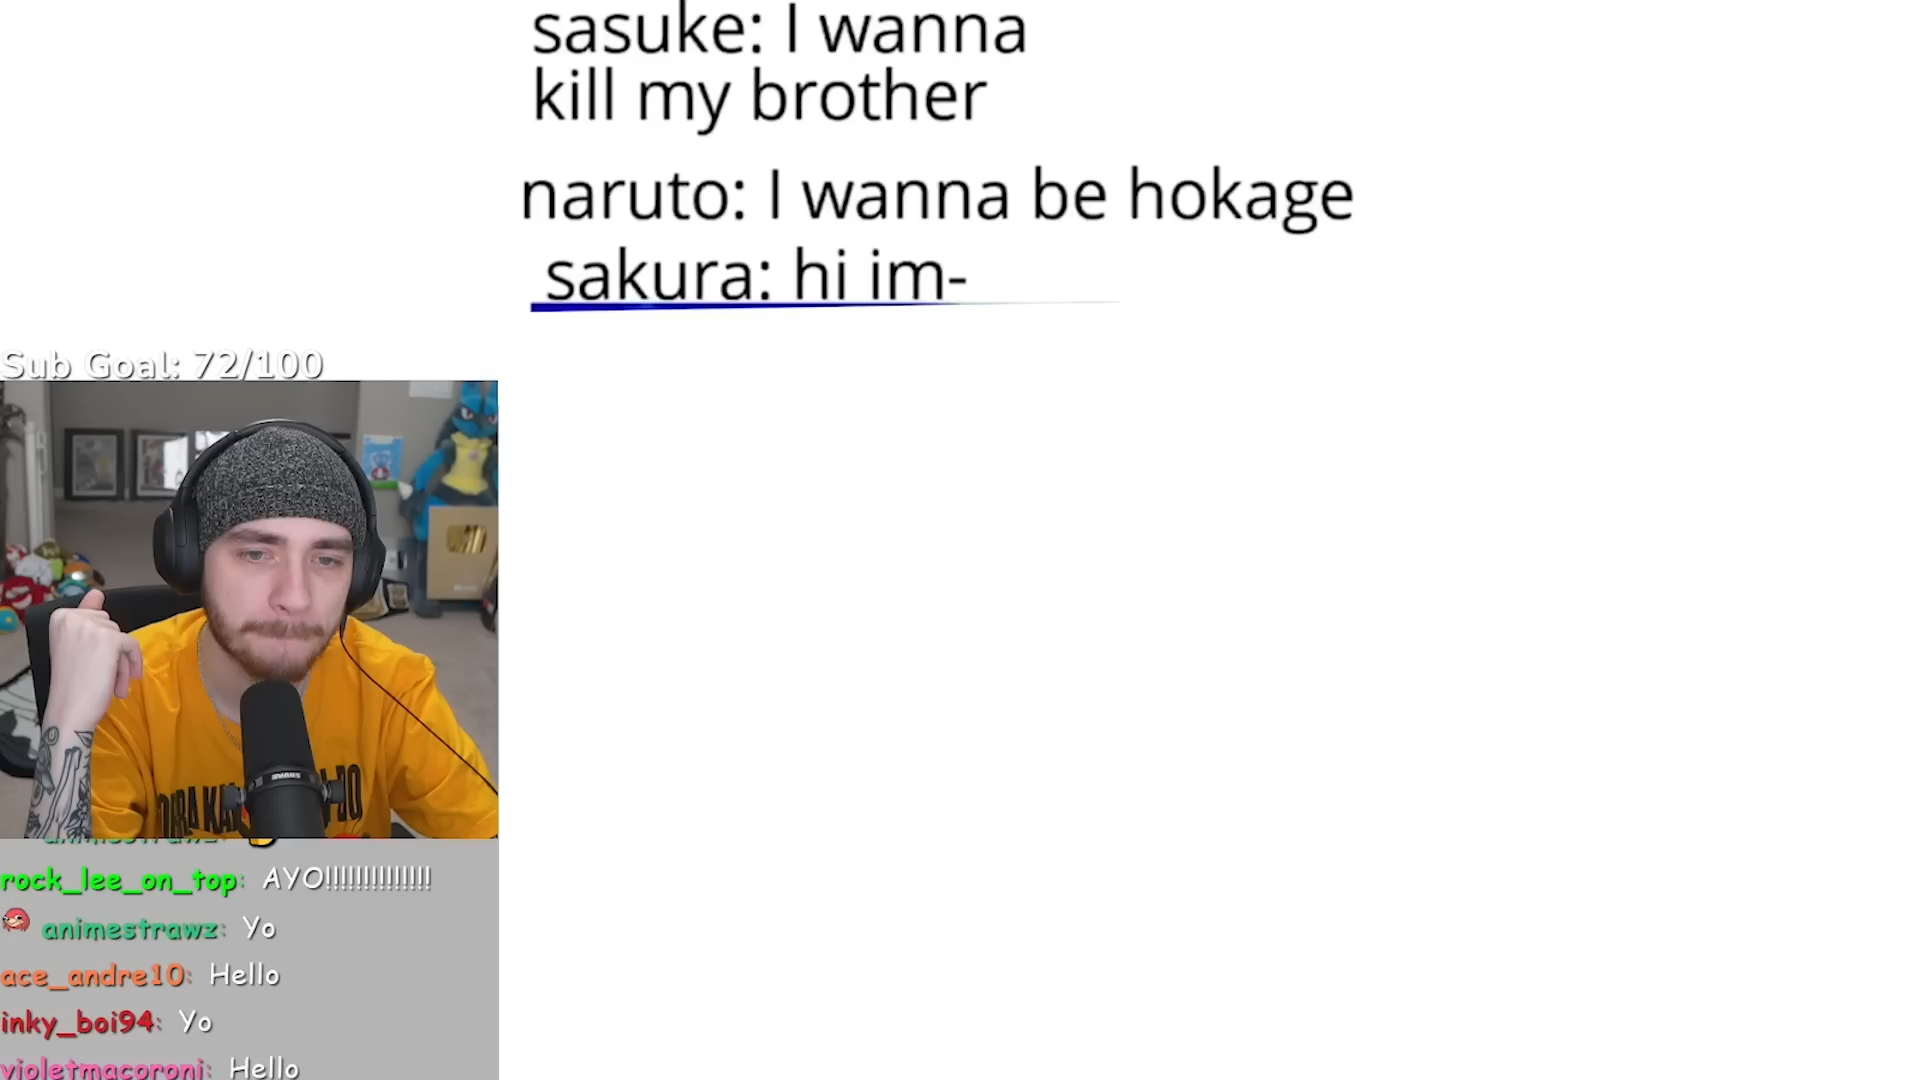 sasuke: I wanna
kill my brother
naruto: I wanna be hokage
sakura: hi im-
Sub Goal: 72/100
SHURE
rock_lee_on_top: AYO!!!!!!!!!!!!!!
animestrawz: Yo
ace_andre10: Hello
inky_boi94: Yo
violetmacoroni: Hello